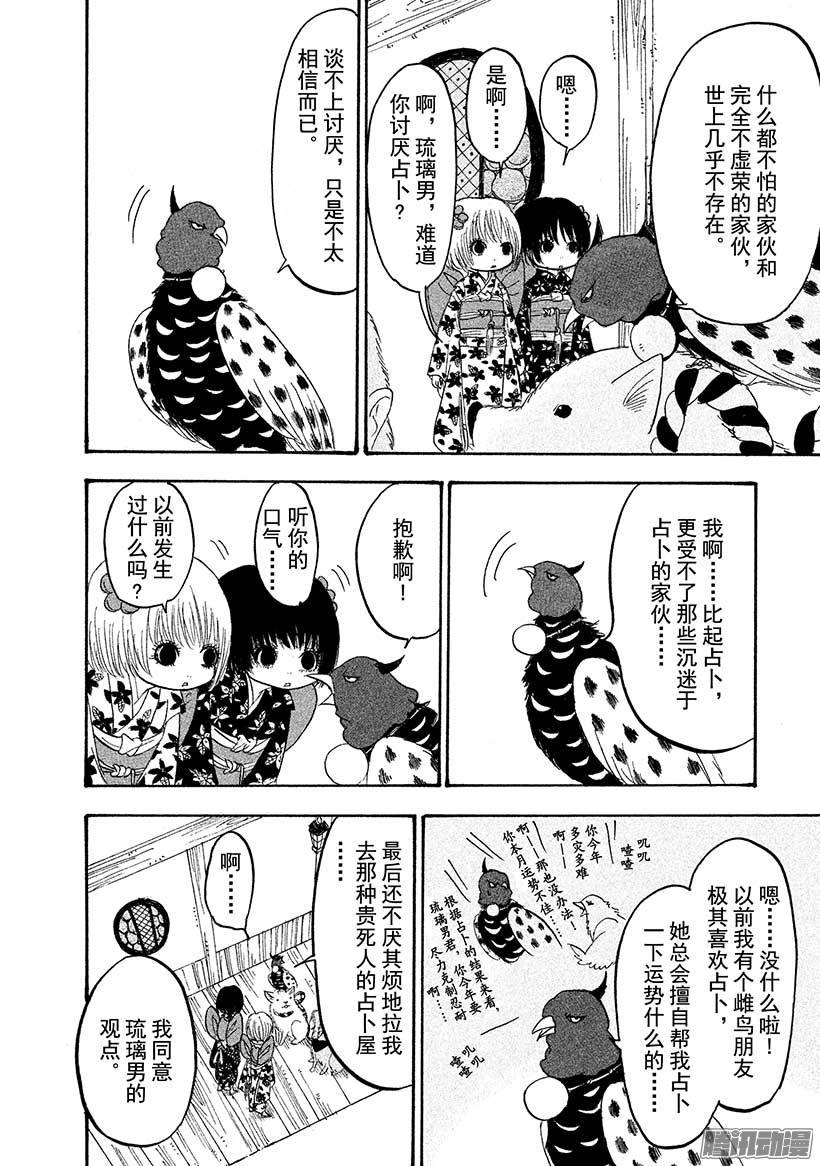 什么都不怕的家伙和
完全不虚荣的家伙，
世上几乎不存在。
嗯……
是啊……
啊，琉璃男，难道
你讨厌占卜？
谈不上讨厌，只是不太
相信而已。
我啊……比起占卜，
更受不了那些沉迷于
占卜的家伙……
抱歉啊！
听你的
口气……
以前发生
过什么吗？
嗯……没什么啦！
以前我有个雌鸟朋友
极其喜欢占卜，
她总会擅自帮我占卜
一下运势什么的……
叽叽
喳喳
你今年
多灾多难
啊——
——那也没办法
你本月运势不佳——
根据占卜的结果来看，
琉璃男君，你今年要
尽力克制忍耐
啊……
喳叽
喳叽
最后还不厌其烦地拉我
去那种贵死人的占卜屋
……
啊……
我同意
琉璃男的
观点。
腾讯动漫